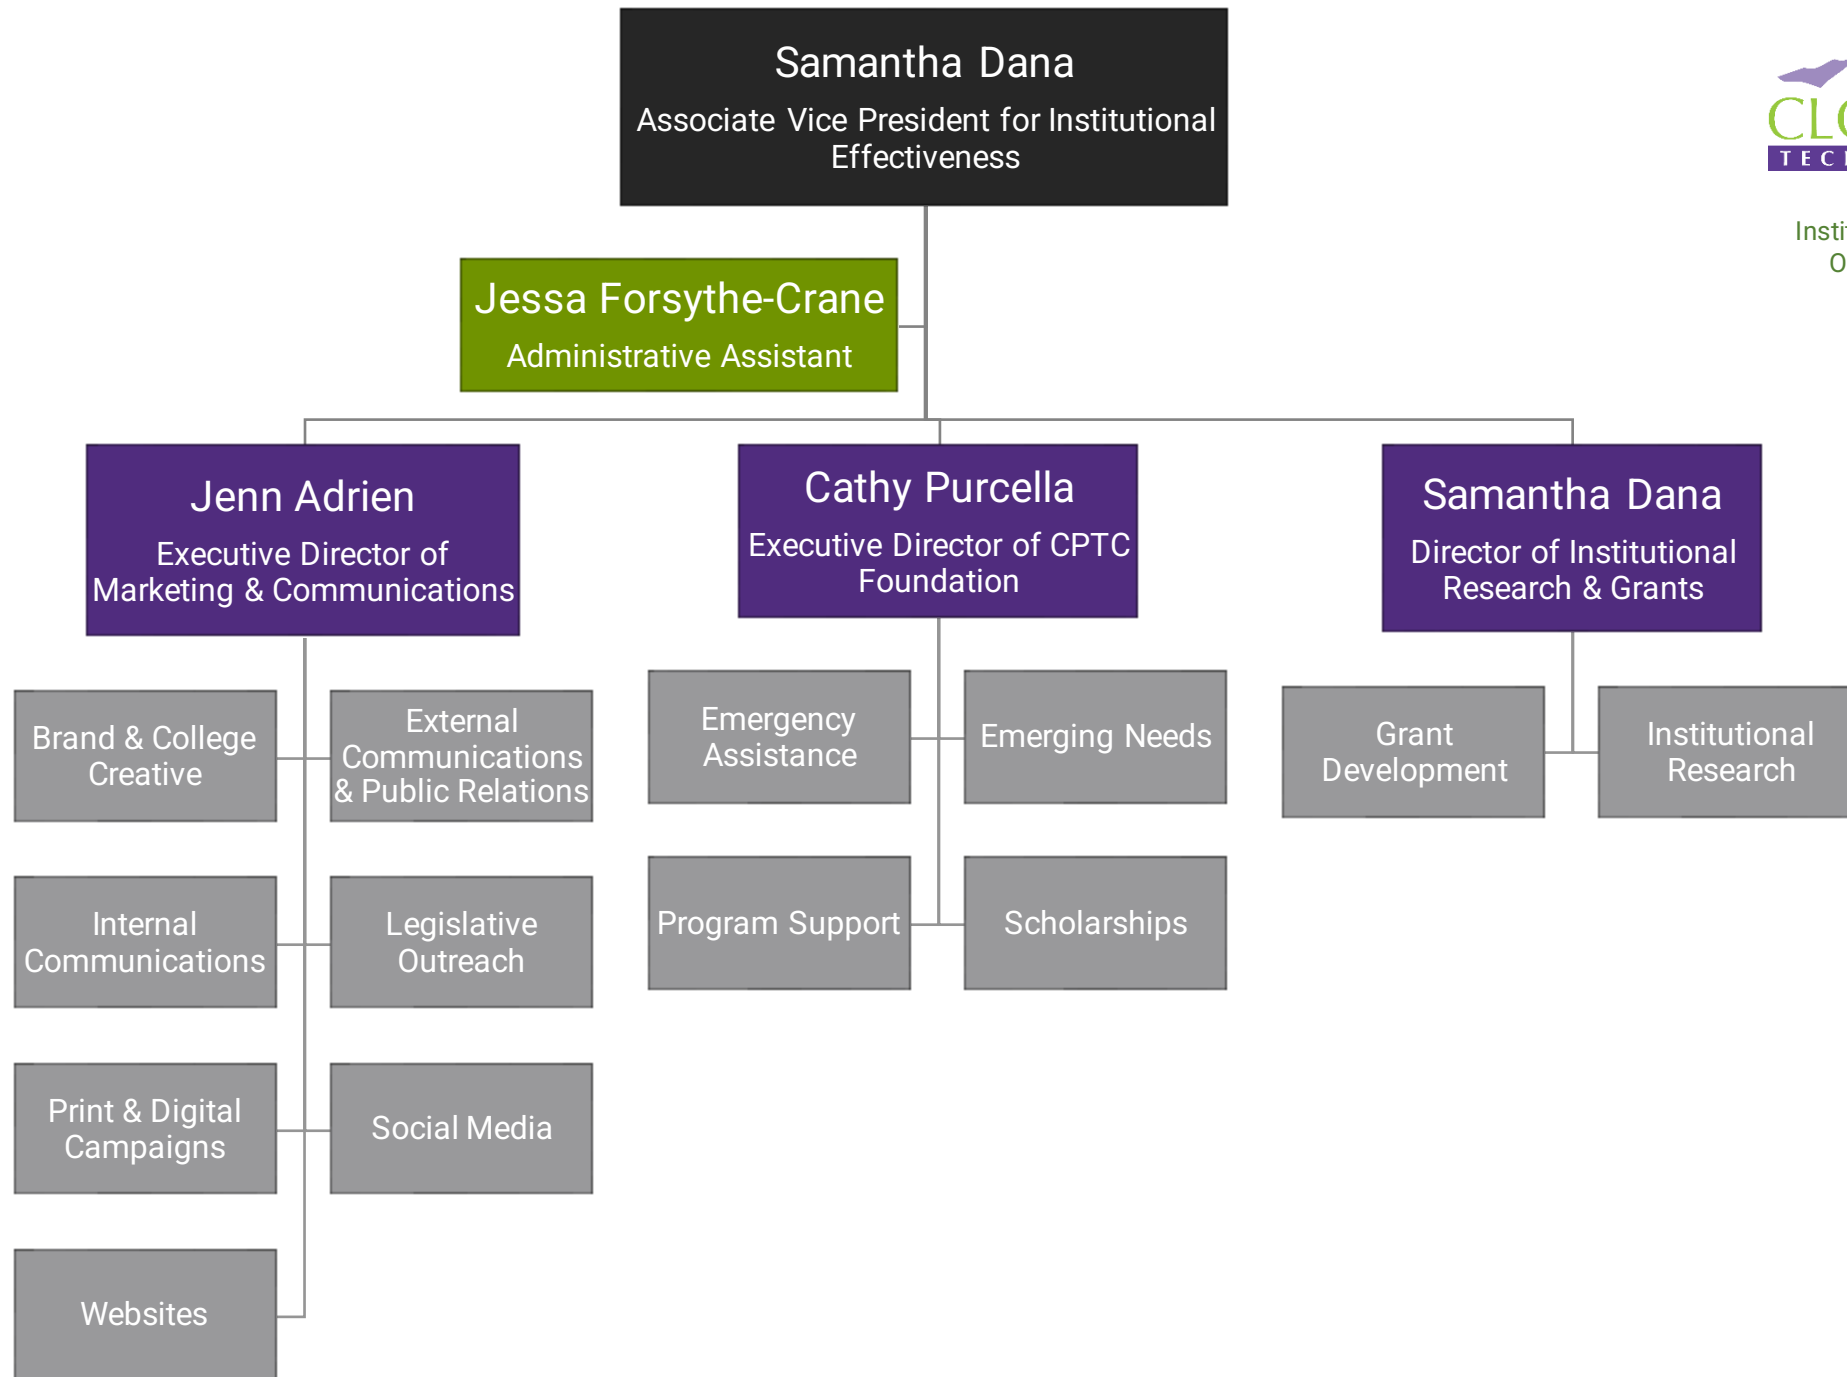 Samantha Dana
Associate Vice President for Institutional
Effectiveness
Jessa Forsythe-Crane
Administrative Assistant
Jenn Adrien
Executive Director of
Marketing & Communications
Cathy Purcella
Executive Director of CPTC
Foundation
Samantha Dana
Director of Institutional
Research & Grants
Brand & College
Creative
External
Communications
& Public Relations
Internal
Communications
Legislative
Outreach
Print & Digital
Campaigns
Social Media
Websites
Emergency
Assistance
Emerging Needs
Program Support
Scholarships
Grant
Development
Institutional
Research